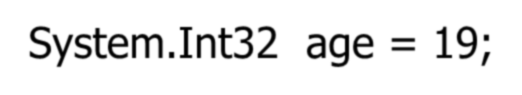 System.Int32  age = 19;